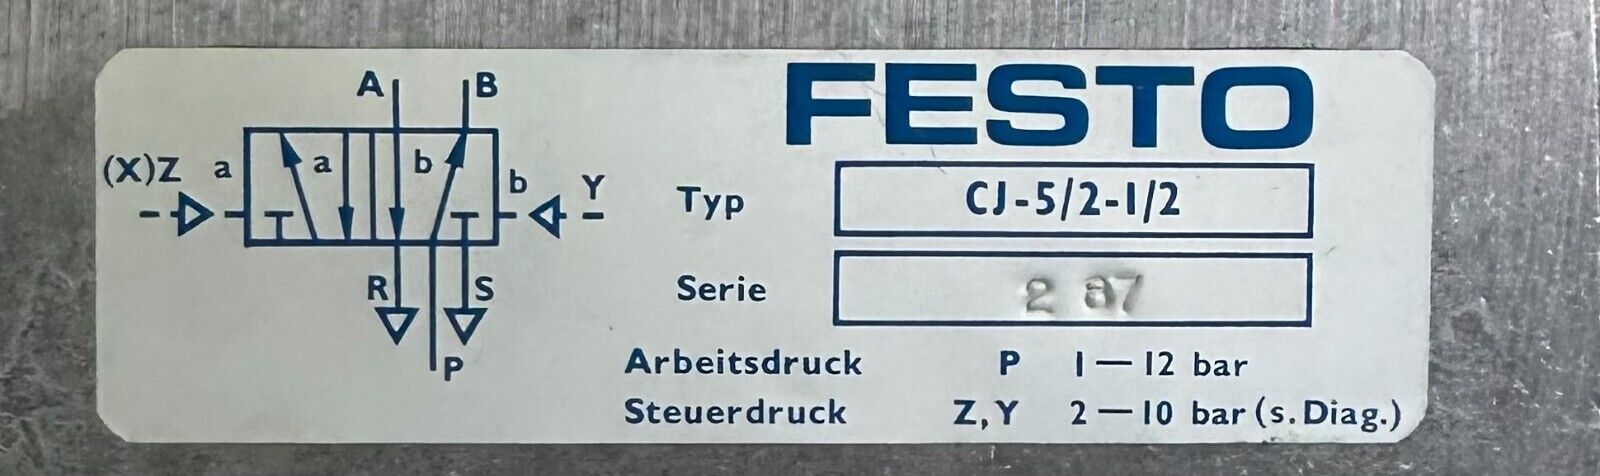 FESTO
A B
(X)Z a a b b Y
R S
P
Typ CJ-5/2-1/2
Serie 2 87
Arbeitsdruck P 1—12 bar
Steuerdruck Z,Y 2—10 bar (s.Diag.)